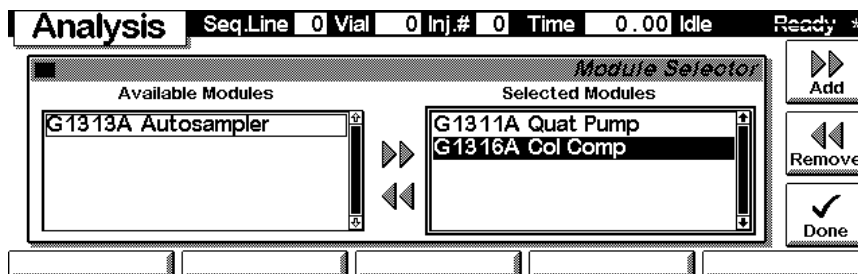 Analysis Seq.Line 0 Vial 0 Inj.# 0 Time 0.00 Idle Ready *
Module Selector
Available Modules Selected Modules
G1313A Autosampler
G1311A Quat Pump
G1316A Col Comp
Add
Remove
Done